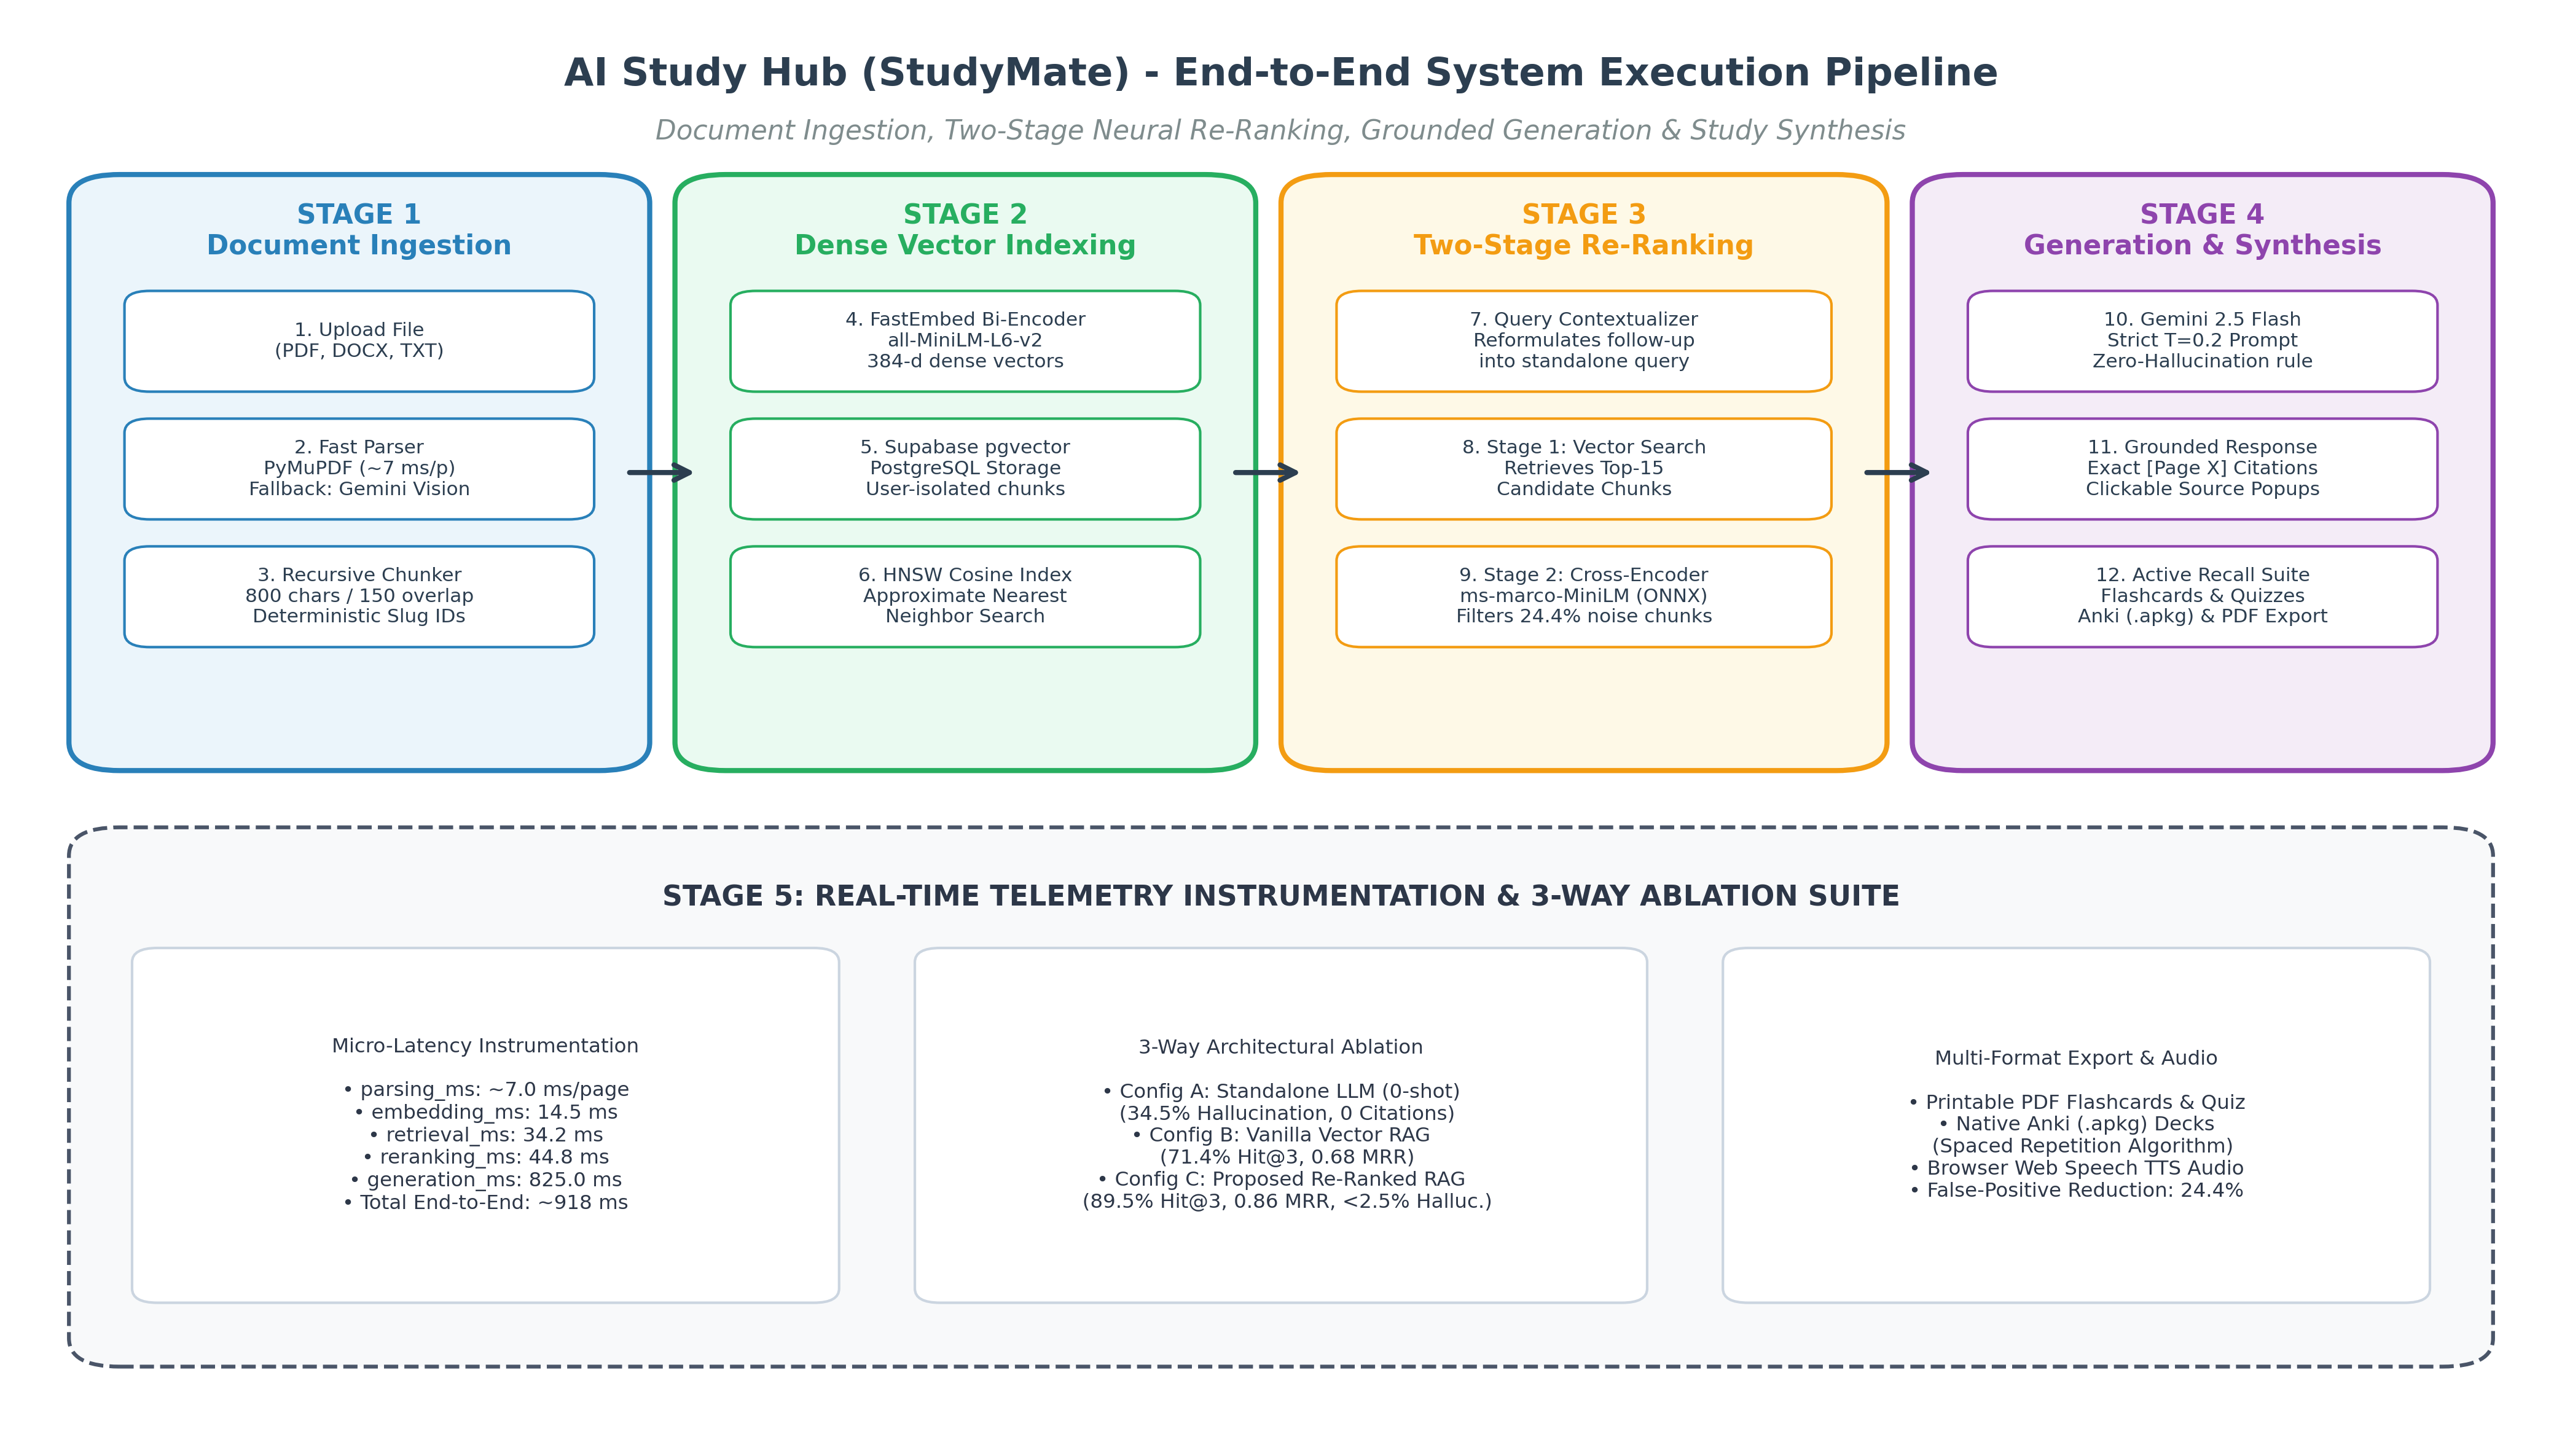 AI Study Hub (StudyMate) - End-to-End System Execution Pipeline
Document Ingestion, Two-Stage Neural Re-Ranking, Grounded Generation & Study Synthesis
STAGE 1
Document Ingestion
1. Upload File
(PDF, DOCX, TXT)
2. Fast Parser
PyMuPDF (~7 ms/p)
Fallback: Gemini Vision
3. Recursive Chunker
800 chars / 150 overlap
Deterministic Slug IDs
STAGE 2
Dense Vector Indexing
4. FastEmbed Bi-Encoder
all-MiniLM-L6-v2
384-d dense vectors
5. Supabase pgvector
PostgreSQL Storage
User-isolated chunks
6. HNSW Cosine Index
Approximate Nearest
Neighbor Search
STAGE 3
Two-Stage Re-Ranking
7. Query Contextualizer
Reformulates follow-up
into standalone query
8. Stage 1: Vector Search
Retrieves Top-15
Candidate Chunks
9. Stage 2: Cross-Encoder
ms-marco-MiniLM (ONNX)
Filters 24.4% noise chunks
STAGE 4
Generation & Synthesis
10. Gemini 2.5 Flash
Strict T=0.2 Prompt
Zero-Hallucination rule
11. Grounded Response
Exact [Page X] Citations
Clickable Source Popups
12. Active Recall Suite
Flashcards & Quizzes
Anki (.apkg) & PDF Export
STAGE 5: REAL-TIME TELEMETRY INSTRUMENTATION & 3-WAY ABLATION SUITE
Micro-Latency Instrumentation
• parsing_ms: ~7.0 ms/page
• embedding_ms: 14.5 ms
• retrieval_ms: 34.2 ms
• reranking_ms: 44.8 ms
• generation_ms: 825.0 ms
• Total End-to-End: ~918 ms
3-Way Architectural Ablation
• Config A: Standalone LLM (0-shot)
(34.5% Hallucination, 0 Citations)
• Config B: Vanilla Vector RAG
(71.4% Hit@3, 0.68 MRR)
• Config C: Proposed Re-Ranked RAG
(89.5% Hit@3, 0.86 MRR, <2.5% Halluc.)
Multi-Format Export & Audio
• Printable PDF Flashcards & Quiz
• Native Anki (.apkg) Decks
(Spaced Repetition Algorithm)
• Browser Web Speech TTS Audio
• False-Positive Reduction: 24.4%